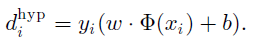 d_i^hyp = y_i(w · Φ(x_i) + b).